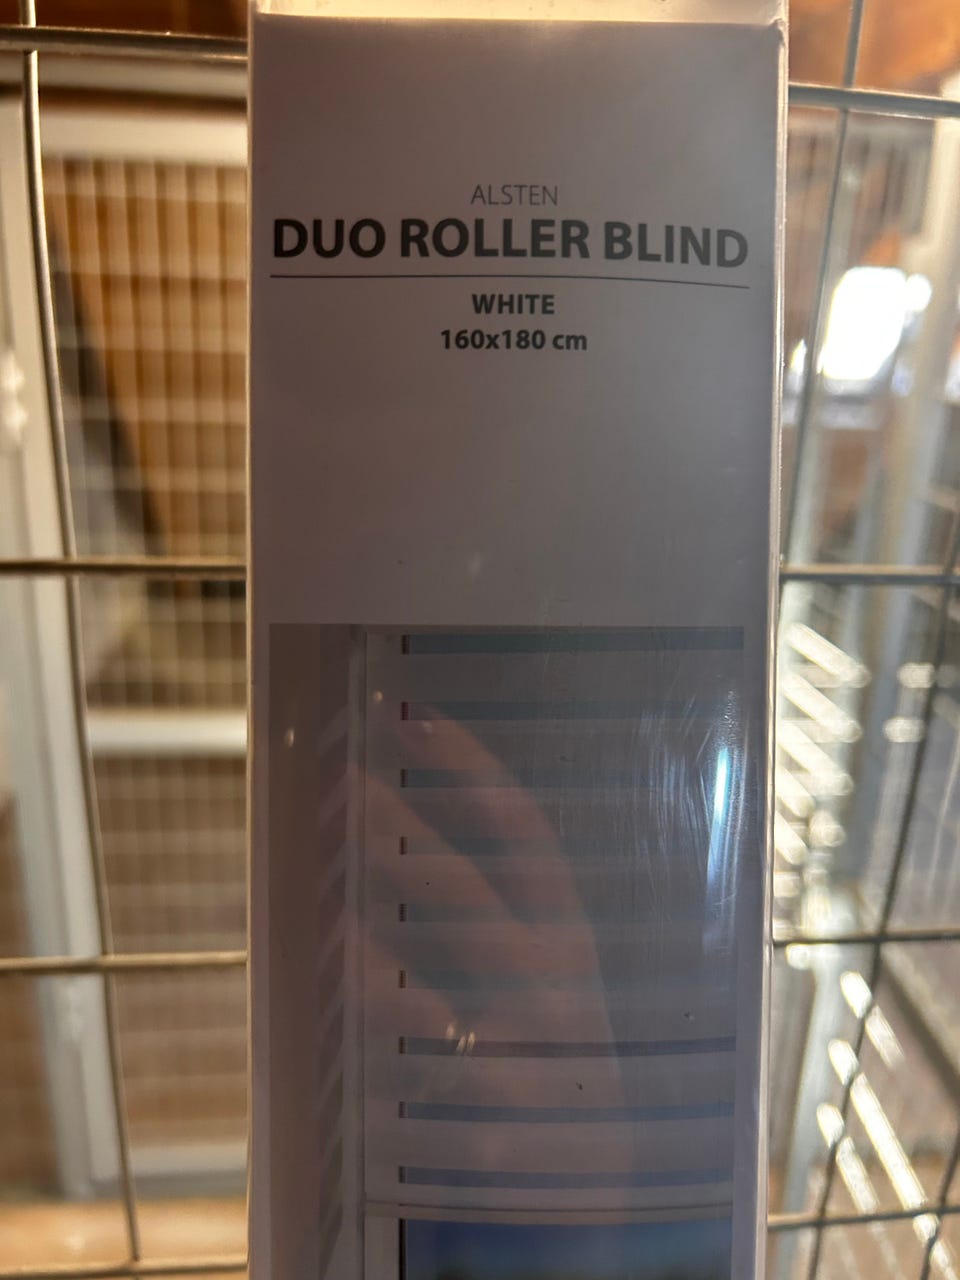 ALSTEN
DUO ROLLER BLIND
WHITE
160x180 cm